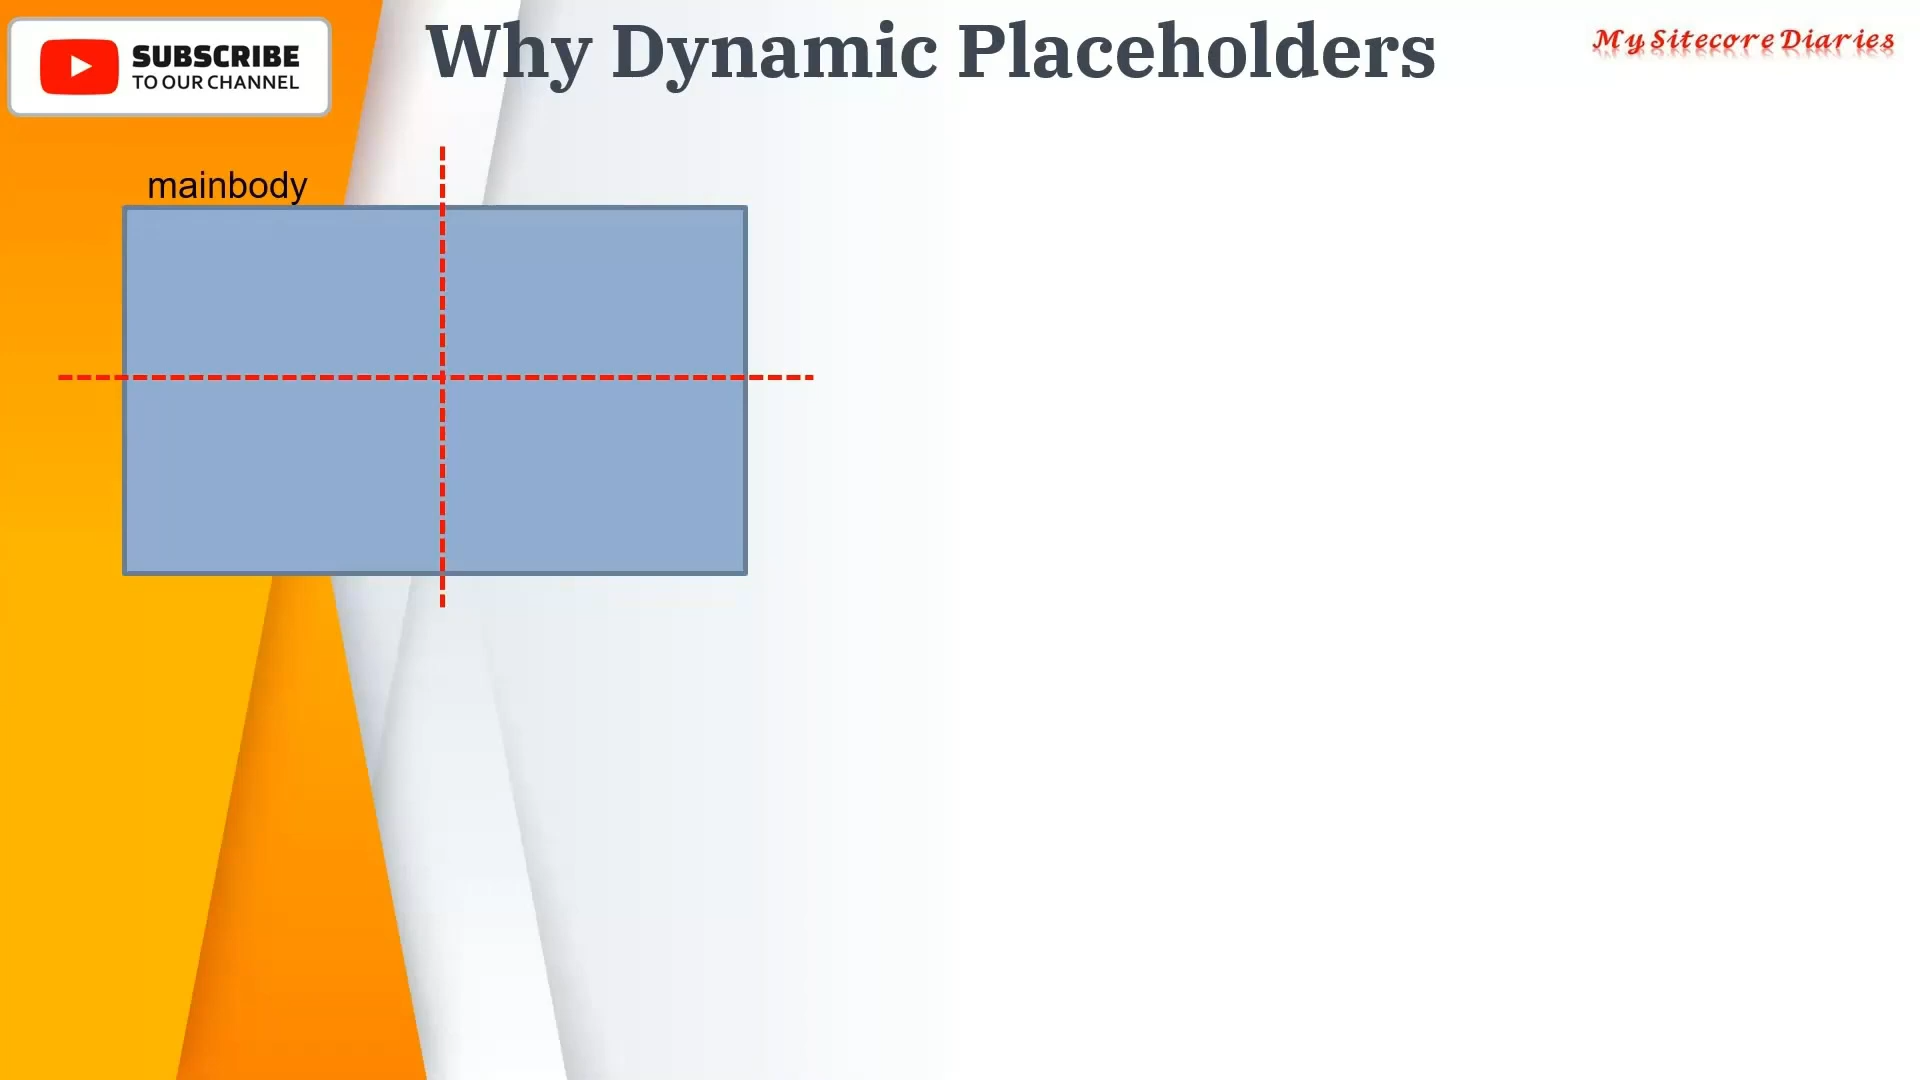 SUBSCRIBE
TO OUR CHANNEL
Why Dynamic Placeholders
My Sitecore Diaries
mainbody